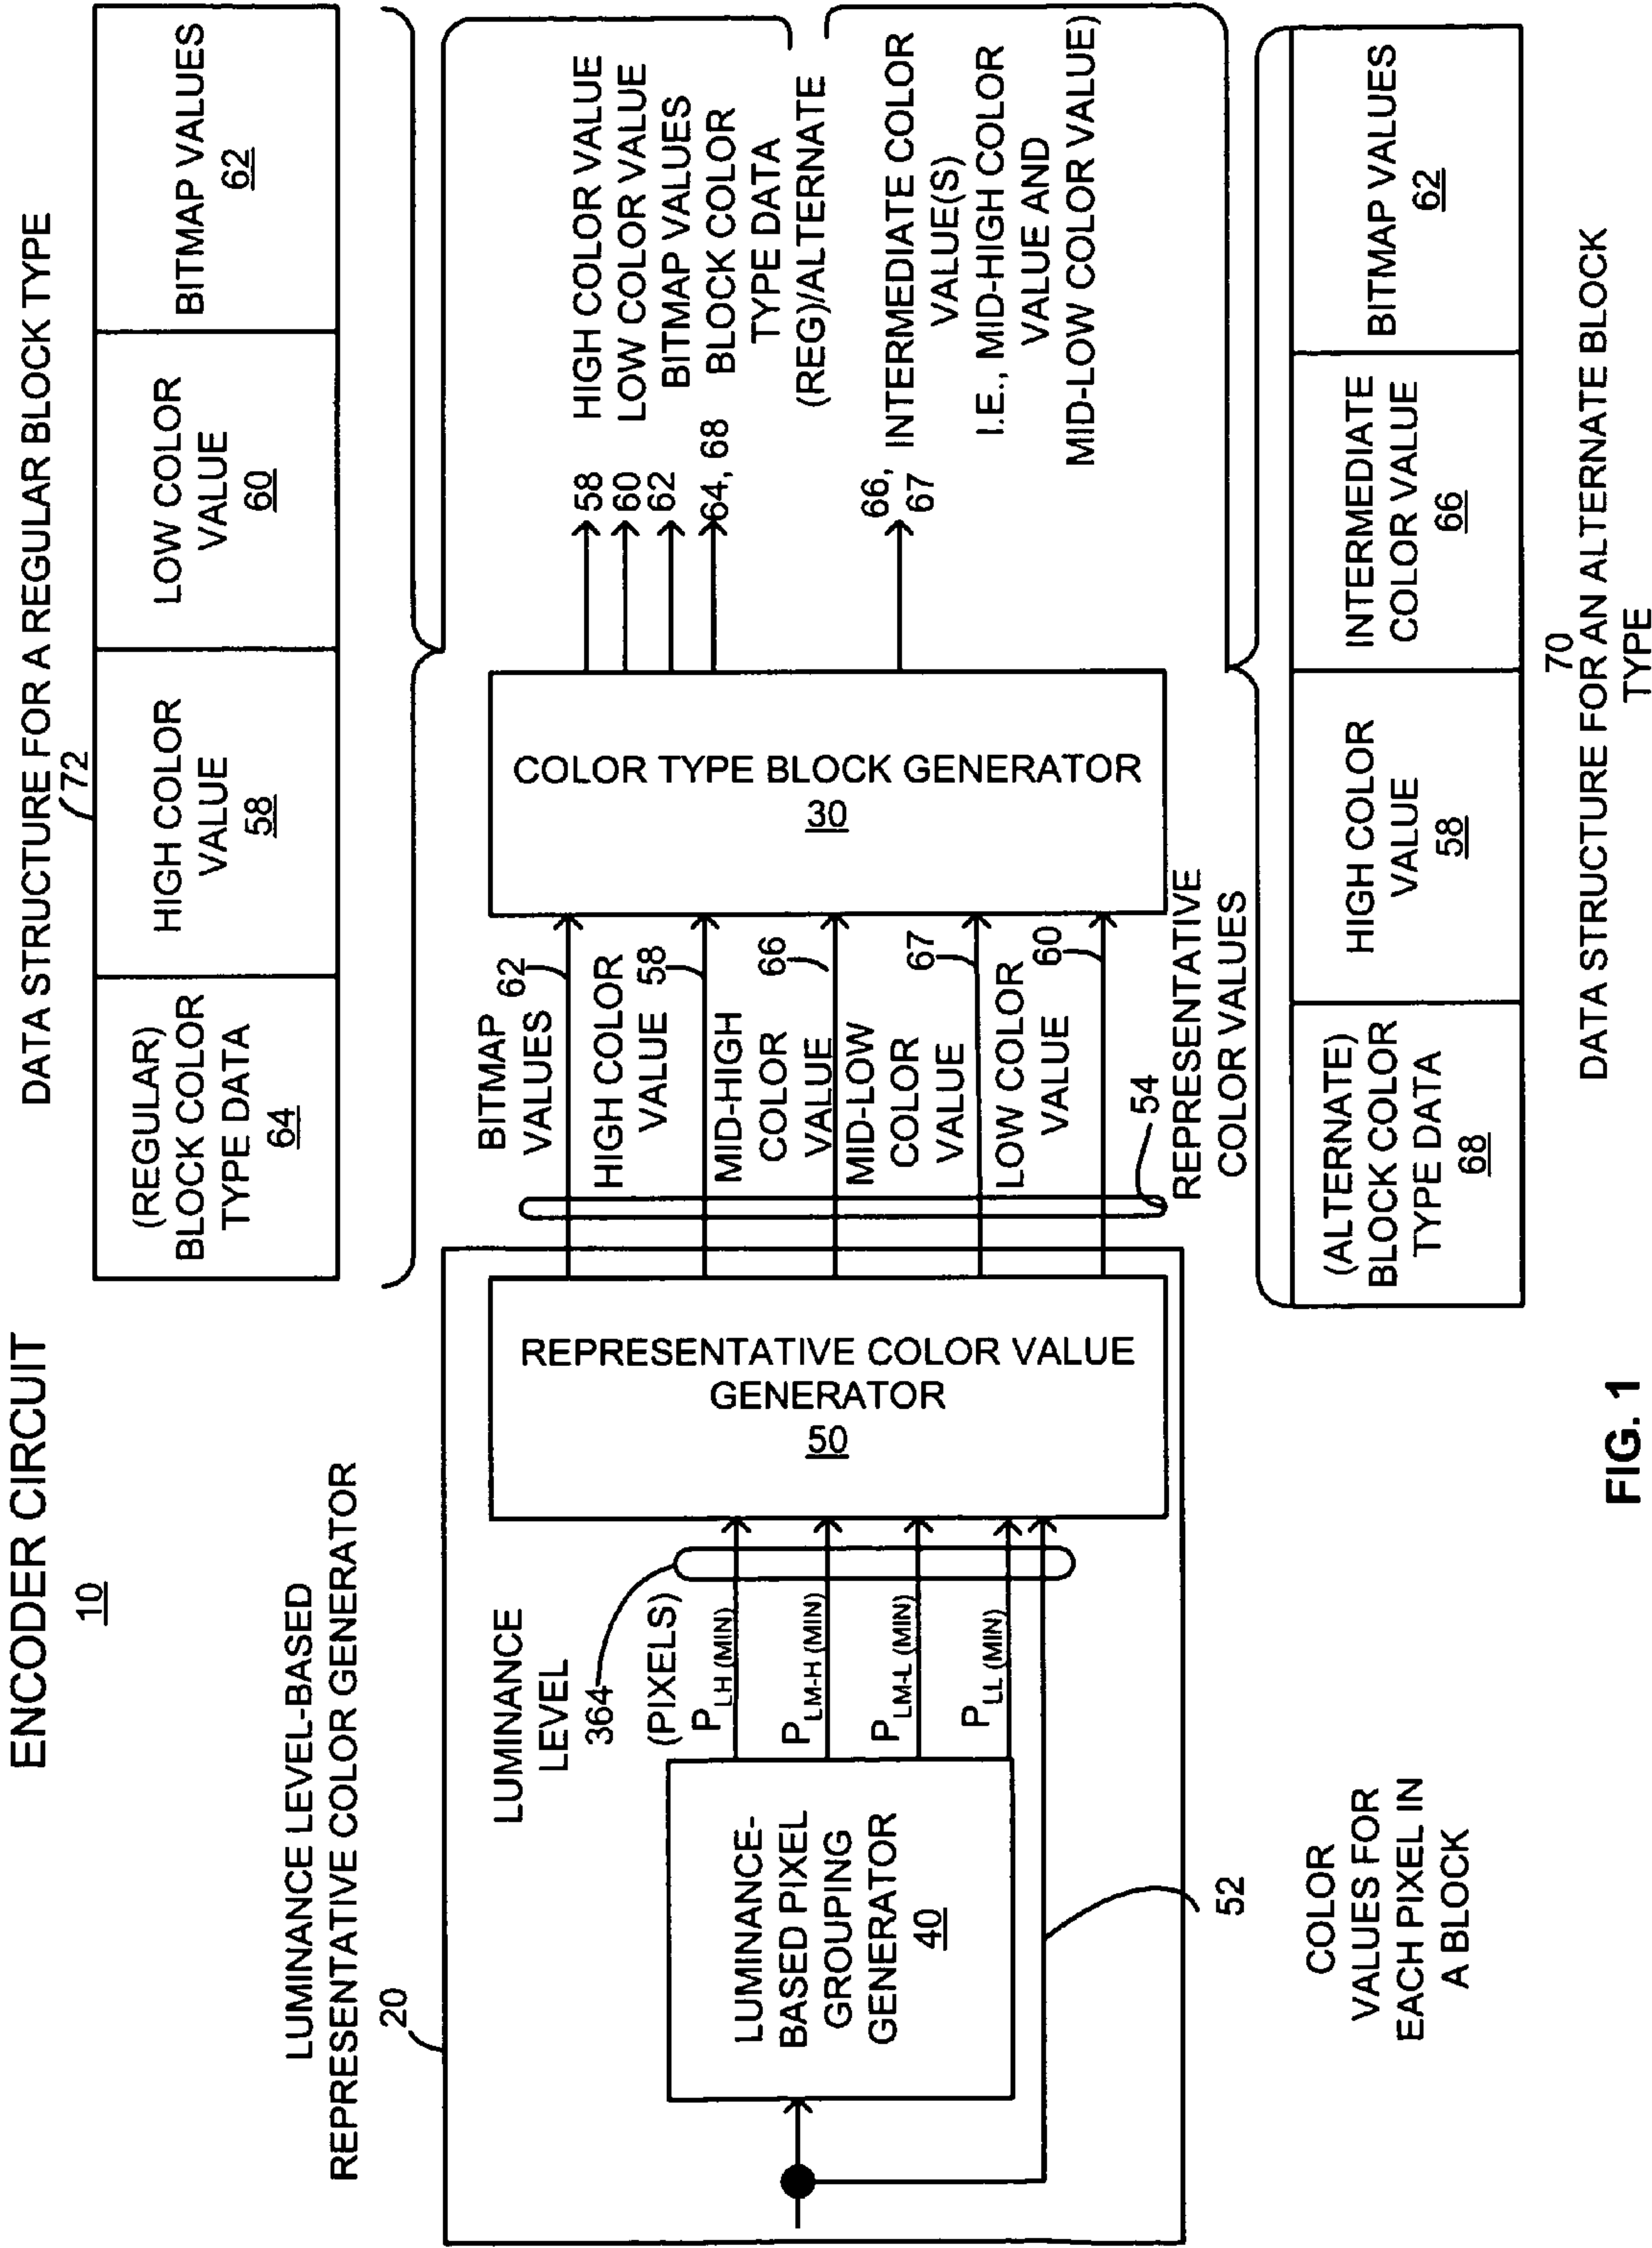 ENCODER CIRCUIT
10
DATA STRUCTURE FOR A REGULAR BLOCK TYPE
72
(REGULAR)
BLOCK COLOR
TYPE DATA
64
HIGH COLOR
VALUE
58
LOW COLOR
VALUE
60
BITMAP VALUES
62
LUMINANCE LEVEL-BASED
REPRESENTATIVE COLOR GENERATOR
20
LUMINANCE
LEVEL
364
(PIXELS)
P LH (MIN)
P LM-H (MIN)
P LM-L (MIN)
P LL (MIN)
LUMINANCE-
BASED PIXEL
GROUPING
GENERATOR
40
52
COLOR
VALUES FOR
EACH PIXEL IN
A BLOCK
REPRESENTATIVE COLOR VALUE
GENERATOR
50
BITMAP
VALUES
62
HIGH COLOR
VALUE
58
MID-HIGH
COLOR
VALUE
66
MID-LOW
COLOR
VALUE
67
LOW COLOR
VALUE
60
54
REPRESENTATIVE
COLOR VALUES
COLOR TYPE BLOCK GENERATOR
30
58
HIGH COLOR VALUE
60
LOW COLOR VALUE
62
BITMAP VALUES
64, 68
BLOCK COLOR
TYPE DATA
(REG)/ALTERNATE
66,
67
INTERMEDIATE COLOR
VALUE(S)
I.E., MID-HIGH COLOR
VALUE AND
MID-LOW COLOR VALUE)
(ALTERNATE)
BLOCK COLOR
TYPE DATA
68
HIGH COLOR
VALUE
58
INTERMEDIATE
COLOR VALUE
66
BITMAP VALUES
62
70
DATA STRUCTURE FOR AN ALTERNATE BLOCK
TYPE
FIG. 1